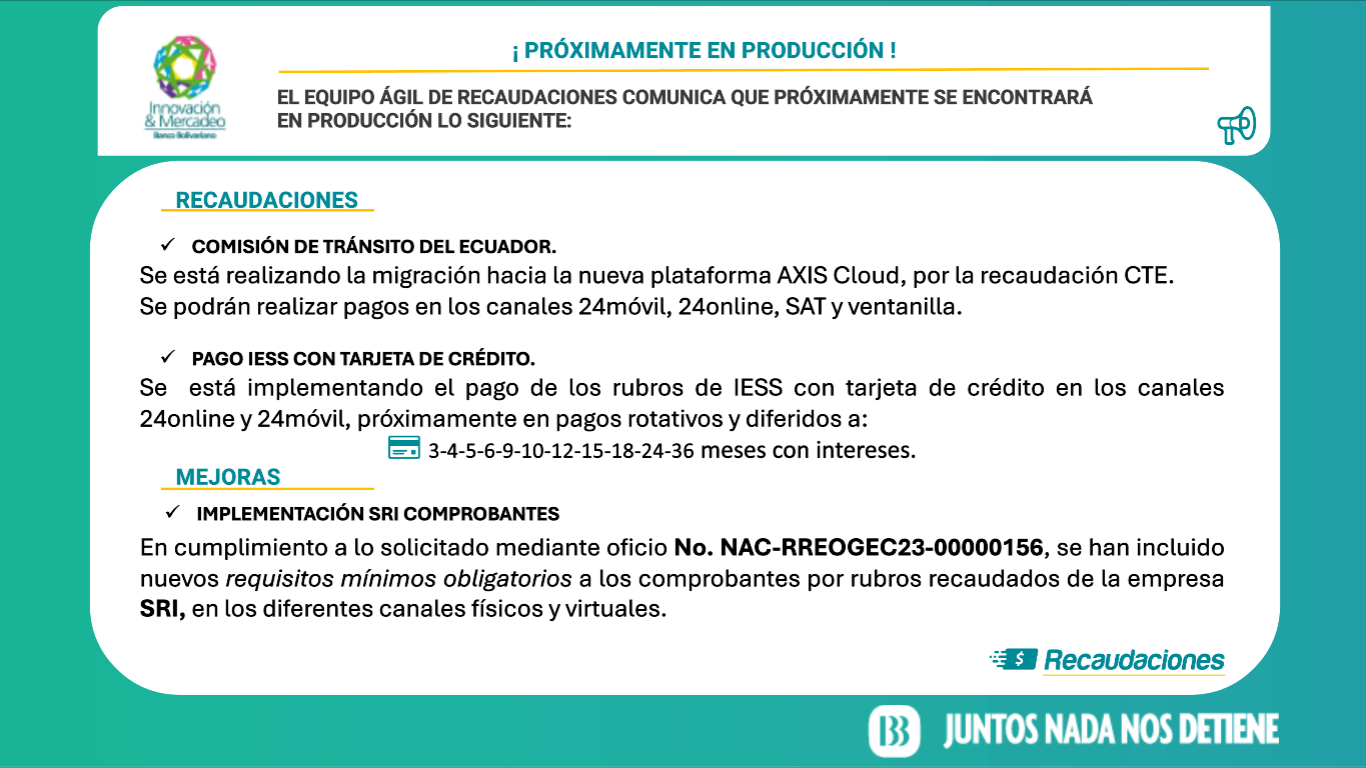 ¡ PRÓXIMAMENTE EN PRODUCCIÓN !
Innovación
& Mercadeo
Banco Bolivariano
EL EQUIPO ÁGIL DE RECAUDACIONES COMUNICA QUE PRÓXIMAMENTE SE ENCONTRARÁ
EN PRODUCCIÓN LO SIGUIENTE:
RECAUDACIONES
✓ COMISIÓN DE TRÁNSITO DEL ECUADOR.
Se está realizando la migración hacia la nueva plataforma AXIS Cloud, por la recaudación CTE.
Se podrán realizar pagos en los canales 24móvil, 24online, SAT y ventanilla.
✓ PAGO IESS CON TARJETA DE CRÉDITO.
Se está implementando el pago de los rubros de IESS con tarjeta de crédito en los canales
24online y 24móvil, próximamente en pagos rotativos y diferidos a:
3-4-5-6-9-10-12-15-18-24-36 meses con intereses.
MEJORAS
✓ IMPLEMENTACIÓN SRI COMPROBANTES
En cumplimiento a lo solicitado mediante oficio No. NAC-RREOGEC23-00000156, se han incluido
nuevos requisitos mínimos obligatorios a los comprobantes por rubros recaudados de la empresa
SRI, en los diferentes canales físicos y virtuales.
$ Recaudaciones
BB JUNTOS NADA NOS DETIENE